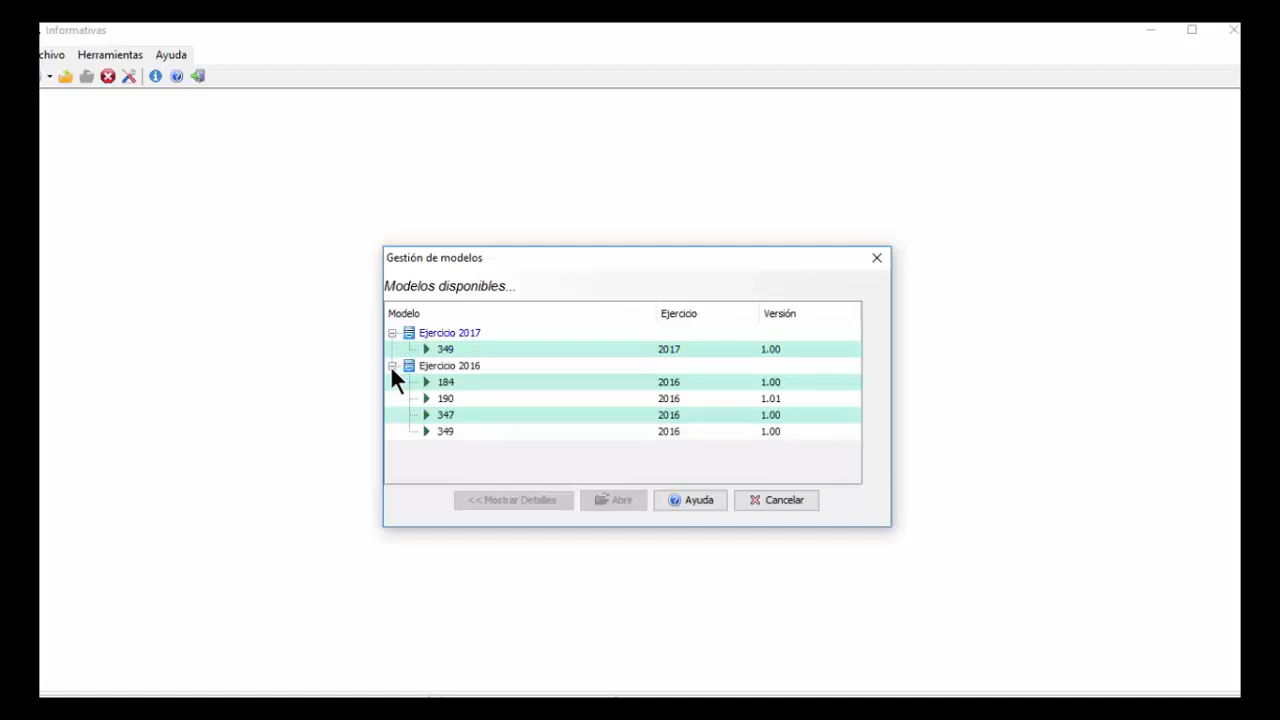 Informativas
chivo Herramientas Ayuda
Gestión de modelos
Modelos disponibles...
Modelo Ejercicio Versión
Ejercicio 2017
349 2017 1.00
Ejercicio 2016
184 2016 1.00
190 2016 1.01
347 2016 1.00
349 2016 1.00
<< Mostrar Detalles Abrir Ayuda Cancelar